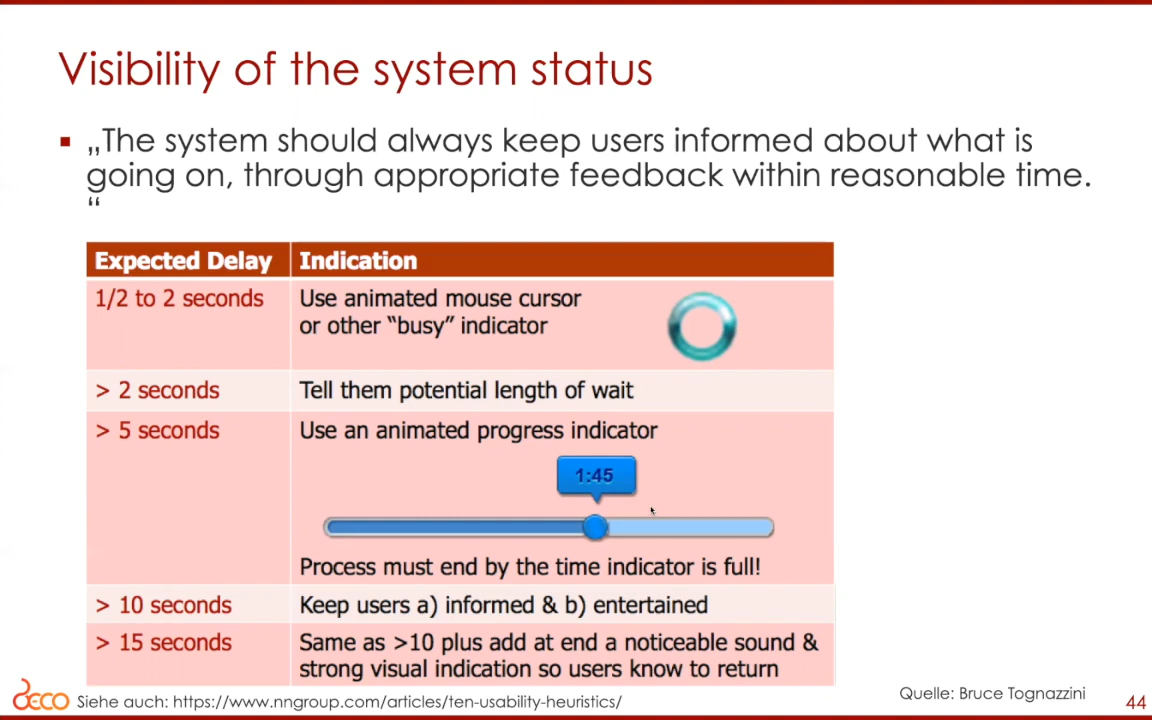 Visibility of the system status
„The system should always keep users informed about what is
going on, through appropriate feedback within reasonable time.
“
Expected Delay Indication
1/2 to 2 seconds Use animated mouse cursor
or other “busy” indicator
> 2 seconds Tell them potential length of wait
> 5 seconds Use an animated progress indicator
1:45
Process must end by the time indicator is full!
> 10 seconds Keep users a) informed & b) entertained
> 15 seconds Same as >10 plus add at end a noticeable sound &
strong visual indication so users know to return
DECO Siehe auch: https://www.nngroup.com/articles/ten-usability-heuristics/
Quelle: Bruce Tognazzini
44